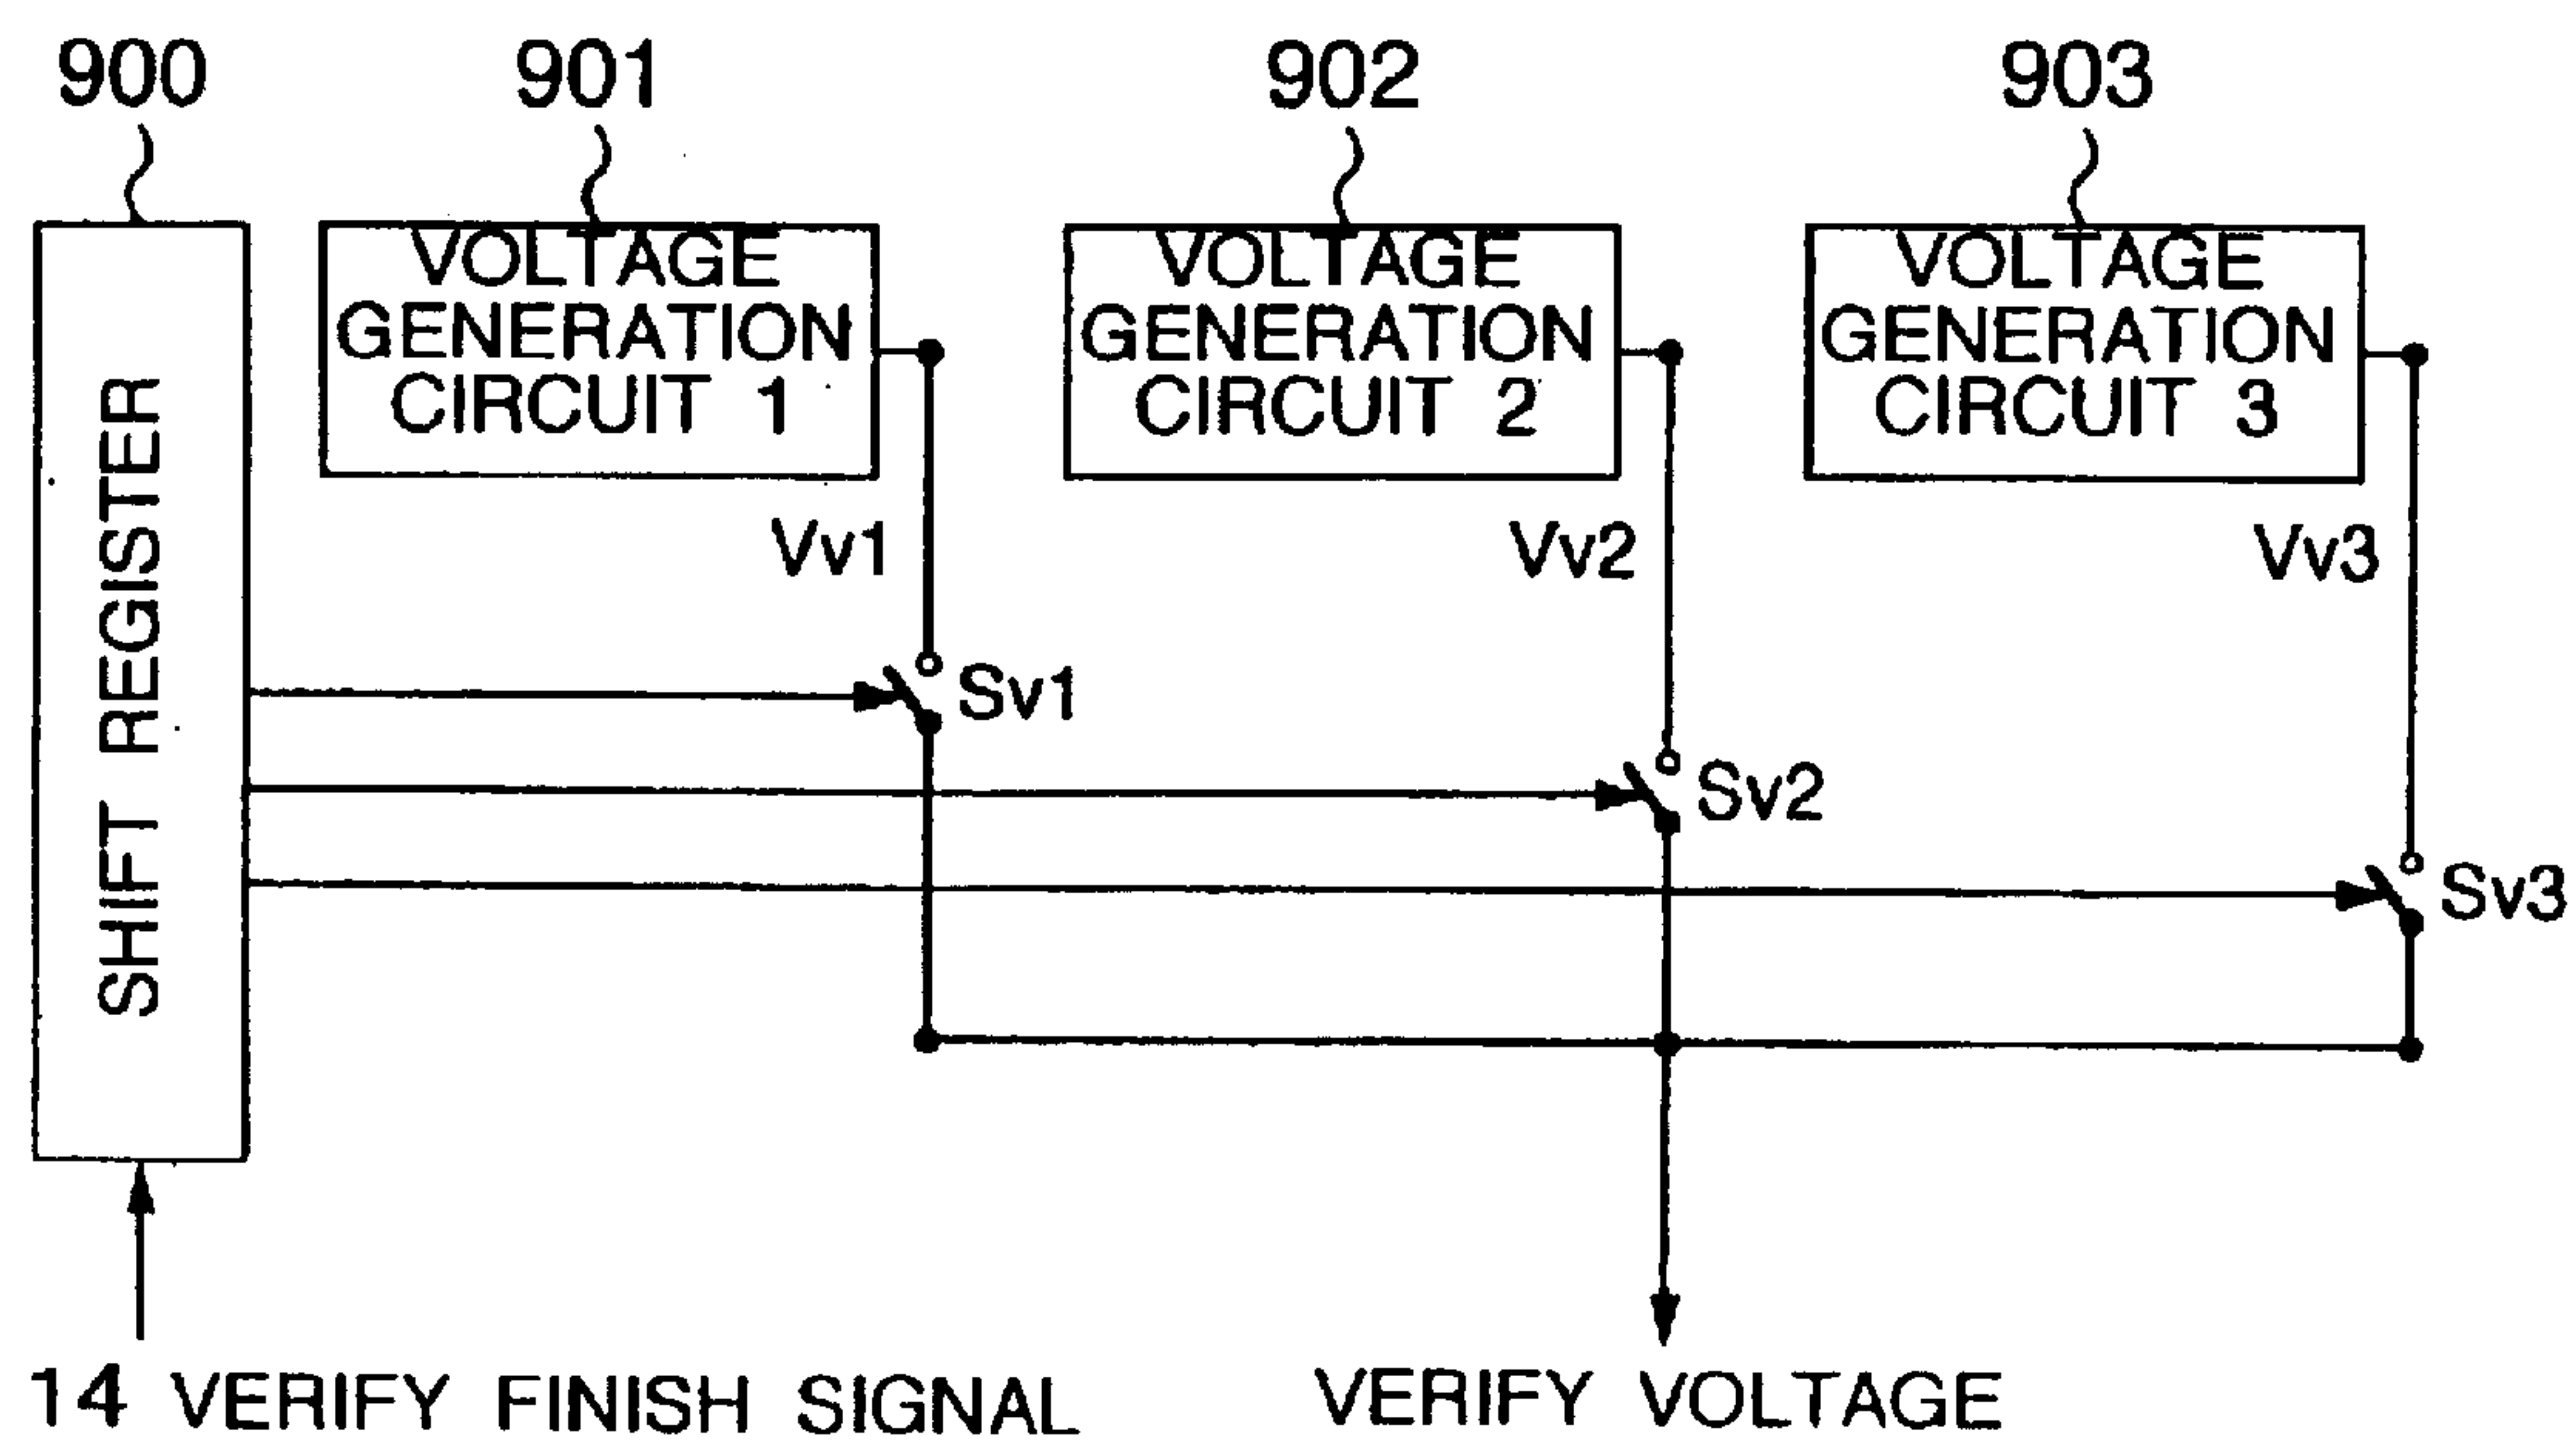 900
901
902
903
SHIFT REGISTER
VOLTAGE
GENERATION
CIRCUIT 1
VOLTAGE
GENERATION
CIRCUIT 2
VOLTAGE
GENERATION
CIRCUIT 3
Vv1
Vv2
Vv3
Sv1
Sv2
Sv3
14 VERIFY FINISH SIGNAL
VERIFY VOLTAGE